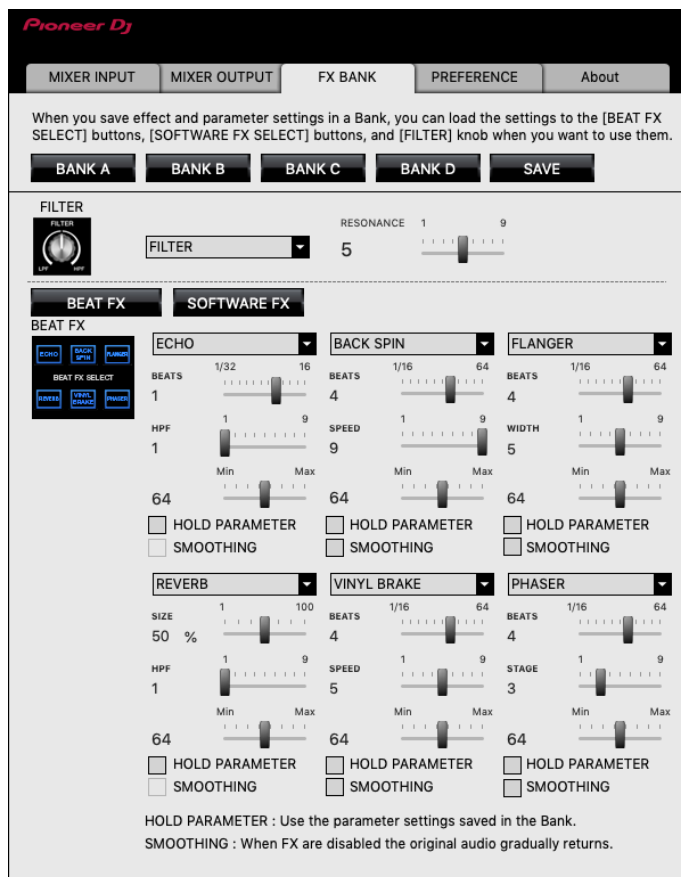 Pioneer Dj
MIXER INPUT MIXER OUTPUT FX BANK PREFERENCE About
When you save effect and parameter settings in a Bank, you can load the settings to the [BEAT FX
SELECT] buttons, [SOFTWARE FX SELECT] buttons, and [FILTER] knob when you want to use them.
BANK A BANK B BANK C BANK D SAVE
FILTER
FILTER
LPF HPF
FILTER
RESONANCE 1 9
5
BEAT FX SOFTWARE FX
BEAT FX
ECHO BACK SPIN FLANGER
BEAT FX SELECT
REVERB VINYL BRAKE PHASER
ECHO BACK SPIN FLANGER
1/32 16 1/16 64 1/16 64
BEATS BEATS BEATS
1 4 4
1 9 1 9 1 9
HPF SPEED WIDTH
1 9 5
Min Max Min Max Min Max
64 64 64
HOLD PARAMETER HOLD PARAMETER HOLD PARAMETER
SMOOTHING SMOOTHING SMOOTHING
REVERB VINYL BRAKE PHASER
1 100 1/16 64 1/16 64
SIZE BEATS BEATS
50 % 4 4
1 9 1 9 1 9
HPF SPEED STAGE
1 5 3
Min Max Min Max Min Max
64 64 64
HOLD PARAMETER HOLD PARAMETER HOLD PARAMETER
SMOOTHING SMOOTHING SMOOTHING
HOLD PARAMETER : Use the parameter settings saved in the Bank.
SMOOTHING : When FX are disabled the original audio gradually returns.